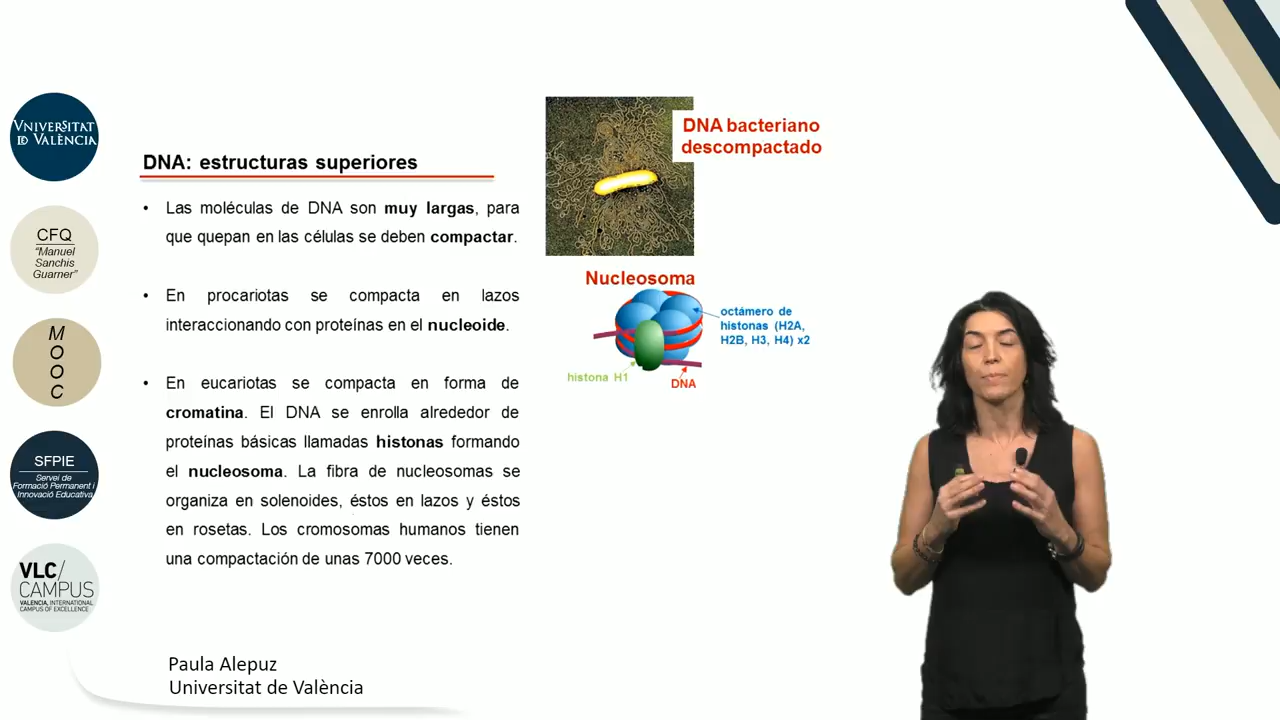 VNIVERSITAT
ID VALÈNCIA
CFQ
"Manuel
Sanchis
Guarner"
M
O
O
C
SFPIE
Servei de
Formació Permanent i
Innovació Educativa
VLC/
CAMPUS
VALENCIA, INTERNATIONAL
CAMPUS OF EXCELLENCE
DNA: estructuras superiores
• Las moléculas de DNA son muy largas, para
que quepan en las células se deben compactar.
• En procariotas se compacta en lazos
interaccionando con proteínas en el nucleoide.
• En eucariotas se compacta en forma de
cromatina. El DNA se enrolla alrededor de
proteínas básicas llamadas histonas formando
el nucleosoma. La fibra de nucleosomas se
organiza en solenoides, éstos en lazos y éstos
en rosetas. Los cromosomas humanos tienen
una compactación de unas 7000 veces.
DNA bacteriano
descompactado
Nucleosoma
octámero de
histonas (H2A,
H2B, H3, H4) x2
histona H1
DNA
Paula Alepuz
Universitat de València